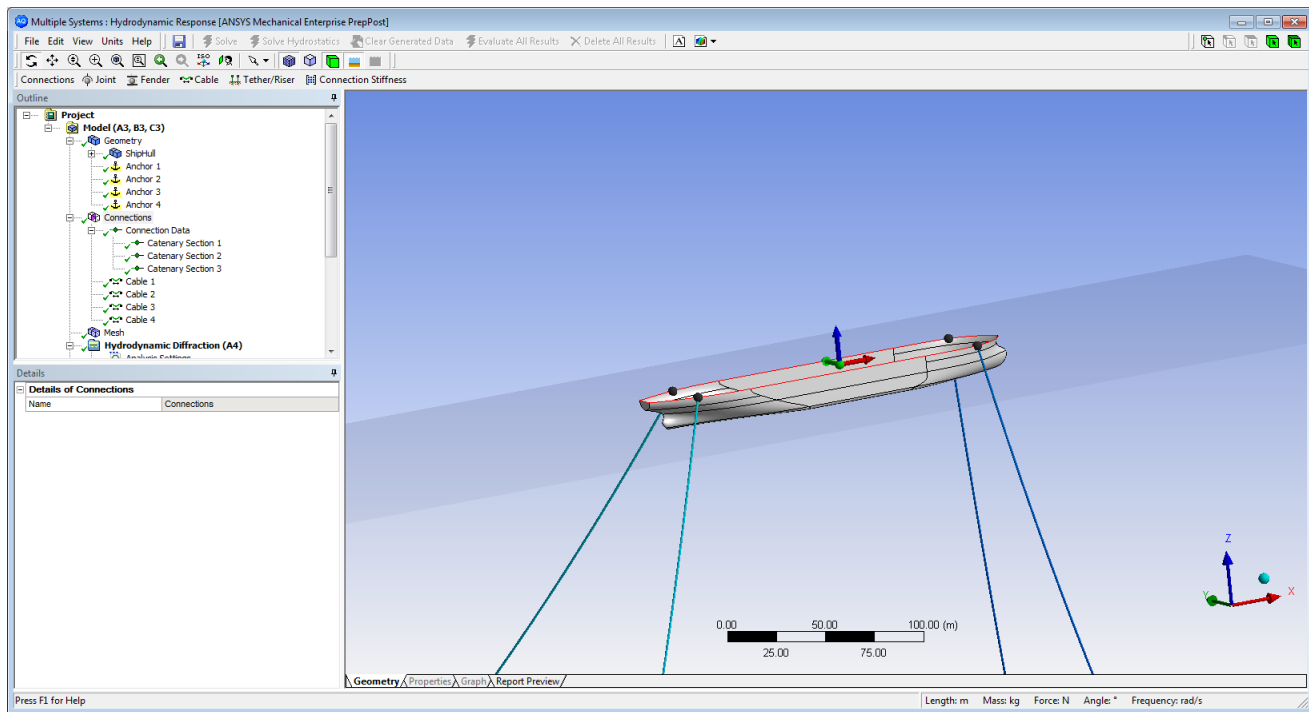 AQ Multiple Systems : Hydrodynamic Response [ANSYS Mechanical Enterprise PrepPost]
File Edit View Units Help Solve Solve Hydrostatics Clear Generated Data Evaluate All Results Delete All Results A
ISO
Connections Joint Fender Cable Tether/Riser Connection Stiffness
Outline
Project
Model (A3, B3, C3)
Geometry
ShipHull
Anchor 1
Anchor 2
Anchor 3
Anchor 4
Connections
Connection Data
Catenary Section 1
Catenary Section 2
Catenary Section 3
Cable 1
Cable 2
Cable 3
Cable 4
Mesh
Hydrodynamic Diffraction (A4)
Analysis Settings
Details
Details of Connections
Name Connections
Z
Y
X
0.00 50.00 100.00 (m)
25.00 75.00
Geometry Properties Graph Report Preview
Press F1 for Help
Length: m Mass: kg Force: N Angle: ° Frequency: rad/s